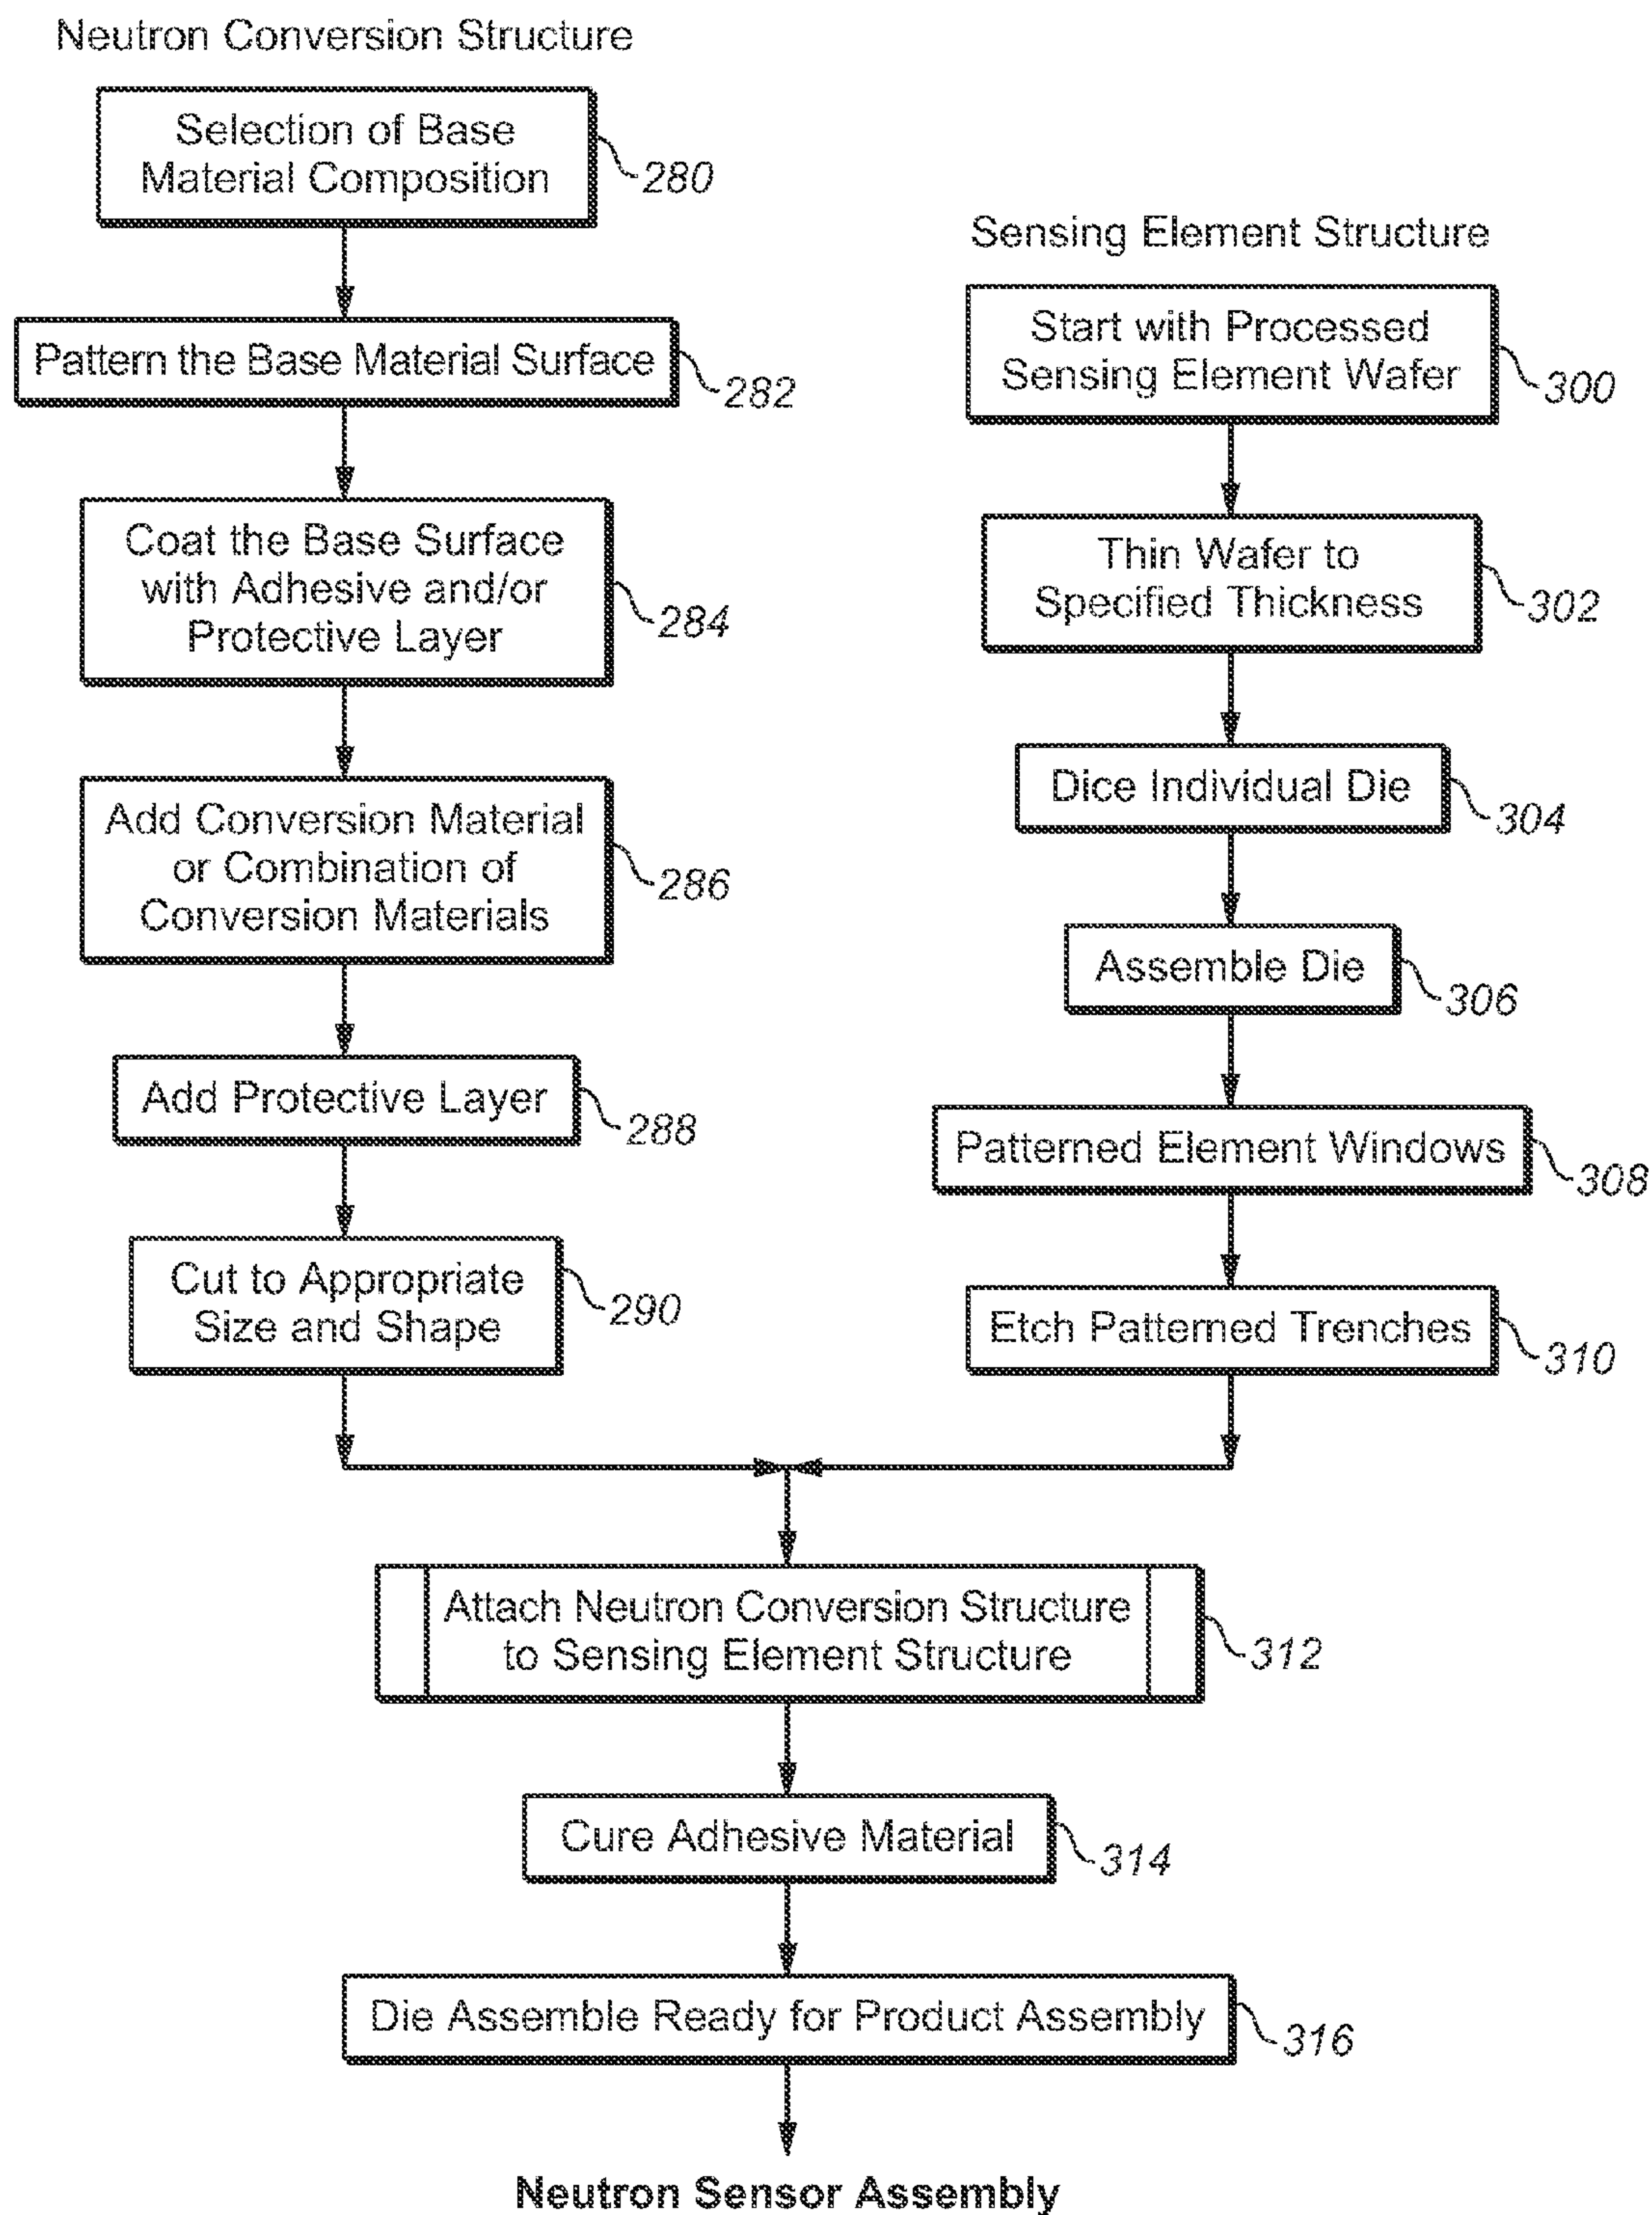 Neutron Conversion Structure
Selection of Base
Material Composition
280
Pattern the Base Material Surface
282
Coat the Base Surface
with Adhesive and/or
Protective Layer
284
Add Conversion Material
or Combination of
Conversion Materials
286
Add Protective Layer
288
Cut to Appropriate
Size and Shape
290
Sensing Element Structure
Start with Processed
Sensing Element Wafer
300
Thin Wafer to
Specified Thickness
302
Dice Individual Die
304
Assemble Die
306
Patterned Element Windows
308
Etch Patterned Trenches
310
Attach Neutron Conversion Structure
to Sensing Element Structure
312
Cure Adhesive Material
314
Die Assemble Ready for Product Assembly
316
Neutron Sensor Assembly